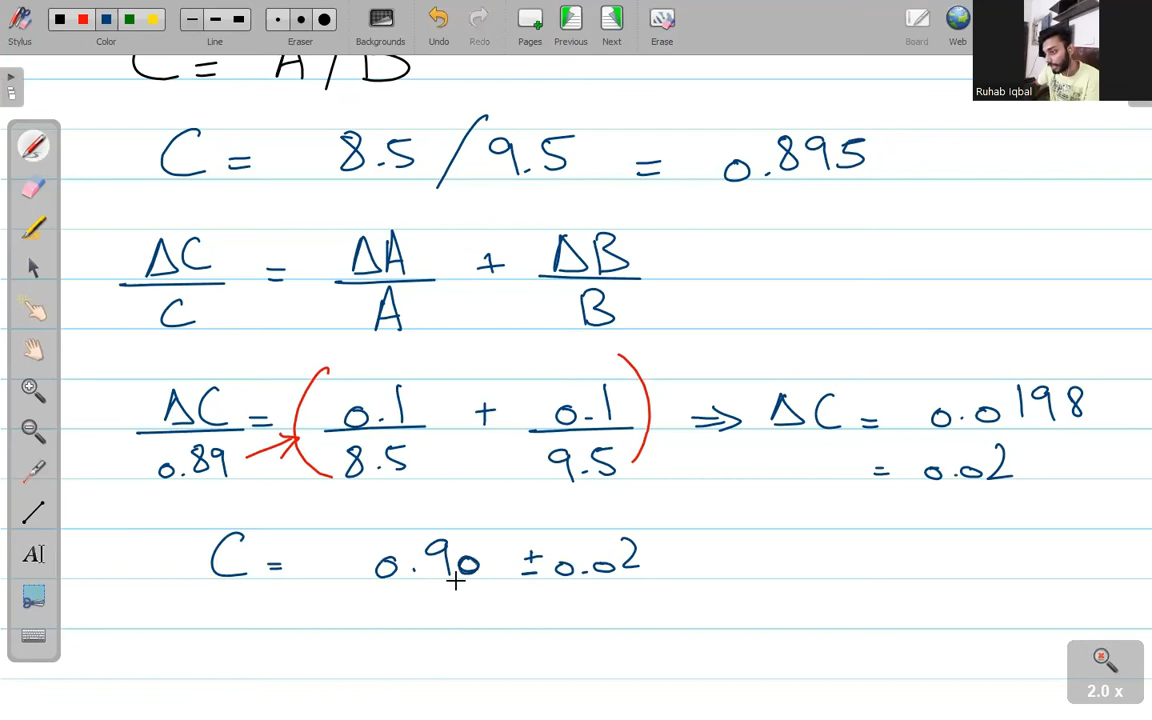 Stylus Color Line Eraser Backgrounds Undo Redo Pages Previous Next Erase Board Web
Ruhab Iqbal
C = A / B
C = 8.5 / 9.5 = 0.895
ΔC/C = ΔA/A + ΔB/B
ΔC/0.89 = (0.1/8.5 + 0.1/9.5) ⇒ ΔC = 0.0198
= 0.02
C = 0.90 ± 0.02
AI
2.0 x